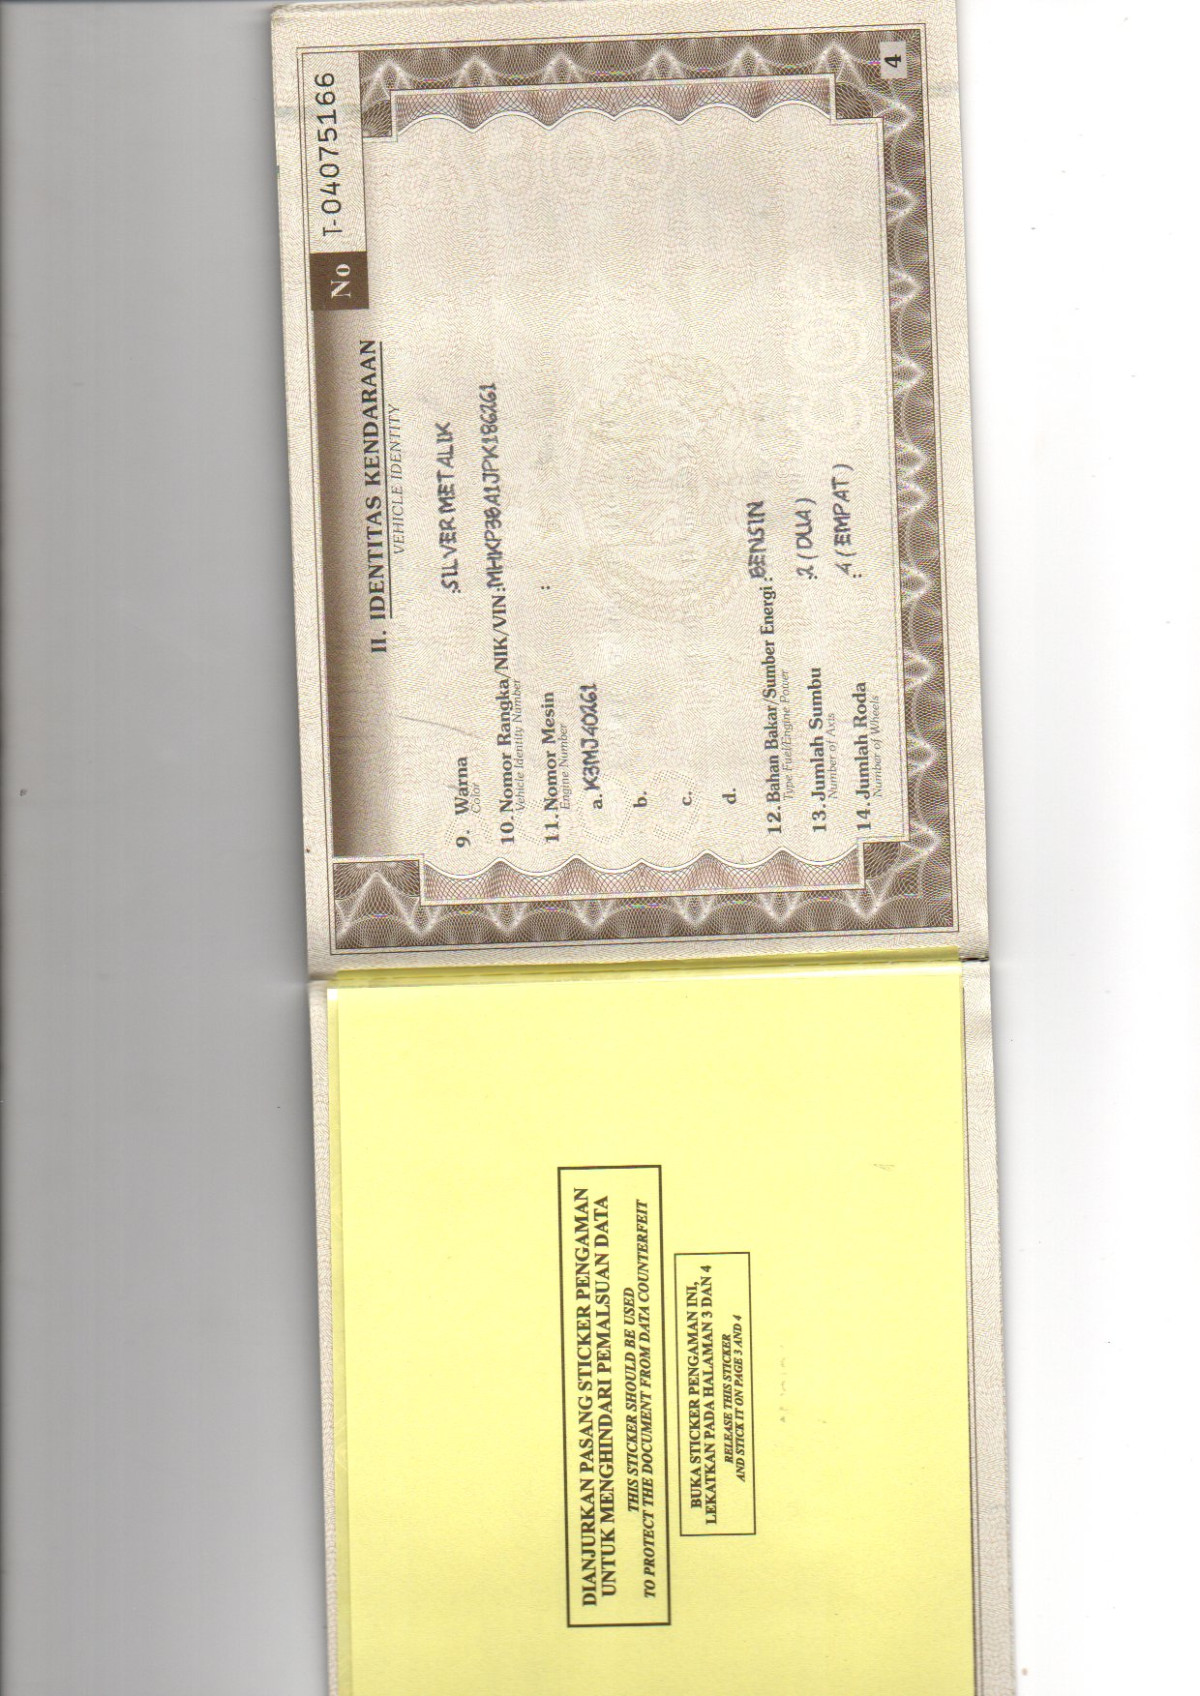 No T-04075166
II. IDENTITAS KENDARAAN
VEHICLE IDENTITY
9. Warna :SILVER METALIK
Color
10. Nomor Rangka/NIK/VIN:MHKP3BA1JPK186261
Vehicle Identity Number
11. Nomor Mesin :
Engine Number
a. K3MJ40261
b.
c.
d.
12. Bahan Bakar/Sumber Energi :BENSIN
Type Fuel/Engine Power
13. Jumlah Sumbu :2 (DUA)
Number of Axis
14. Jumlah Roda :4 (EMPAT)
Number of Wheels
4
DIANJURKAN PASANG STICKER PENGAMAN
UNTUK MENGHINDARI PEMALSUAN DATA
THIS STICKER SHOULD BE USED
TO PROTECT THE DOCUMENT FROM DATA COUNTERFEIT
BUKA STICKER PENGAMAN INI,
LEKATKAN PADA HALAMAN 3 DAN 4
RELEASE THIS STICKER
AND STICK IT ON PAGE 3 AND 4